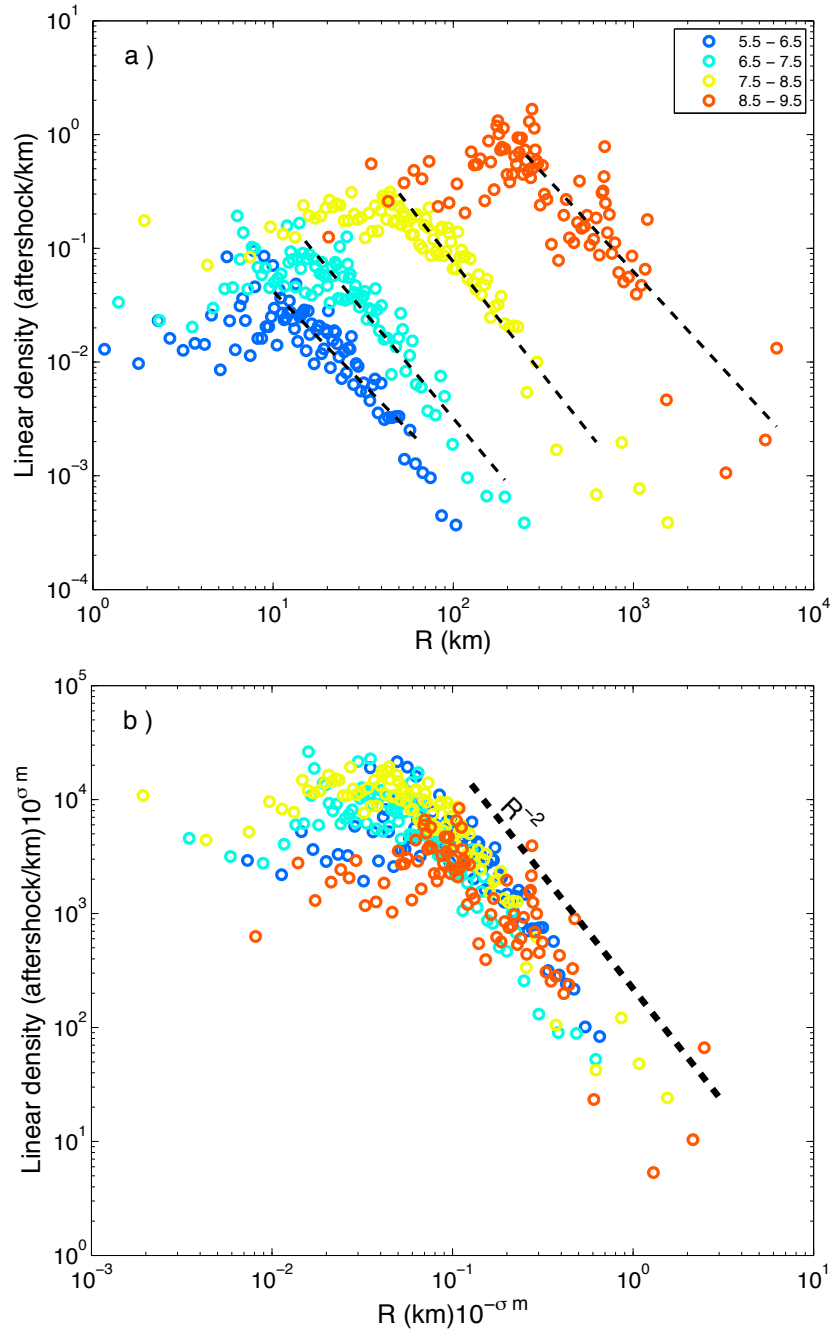 a )
5.5 – 6.5
6.5 – 7.5
7.5 – 8.5
8.5 – 9.5
10^1
10^0
10^−1
10^−2
10^−3
10^−4
Linear density (aftershock/km)
10^0
10^1
10^2
10^3
10^4
R (km)
b )
R^−2
10^5
10^4
10^3
10^2
10^1
10^0
Linear density (aftershock/km)10^σ m
10^−3
10^−2
10^−1
10^0
10^1
R (km)10^−σ m